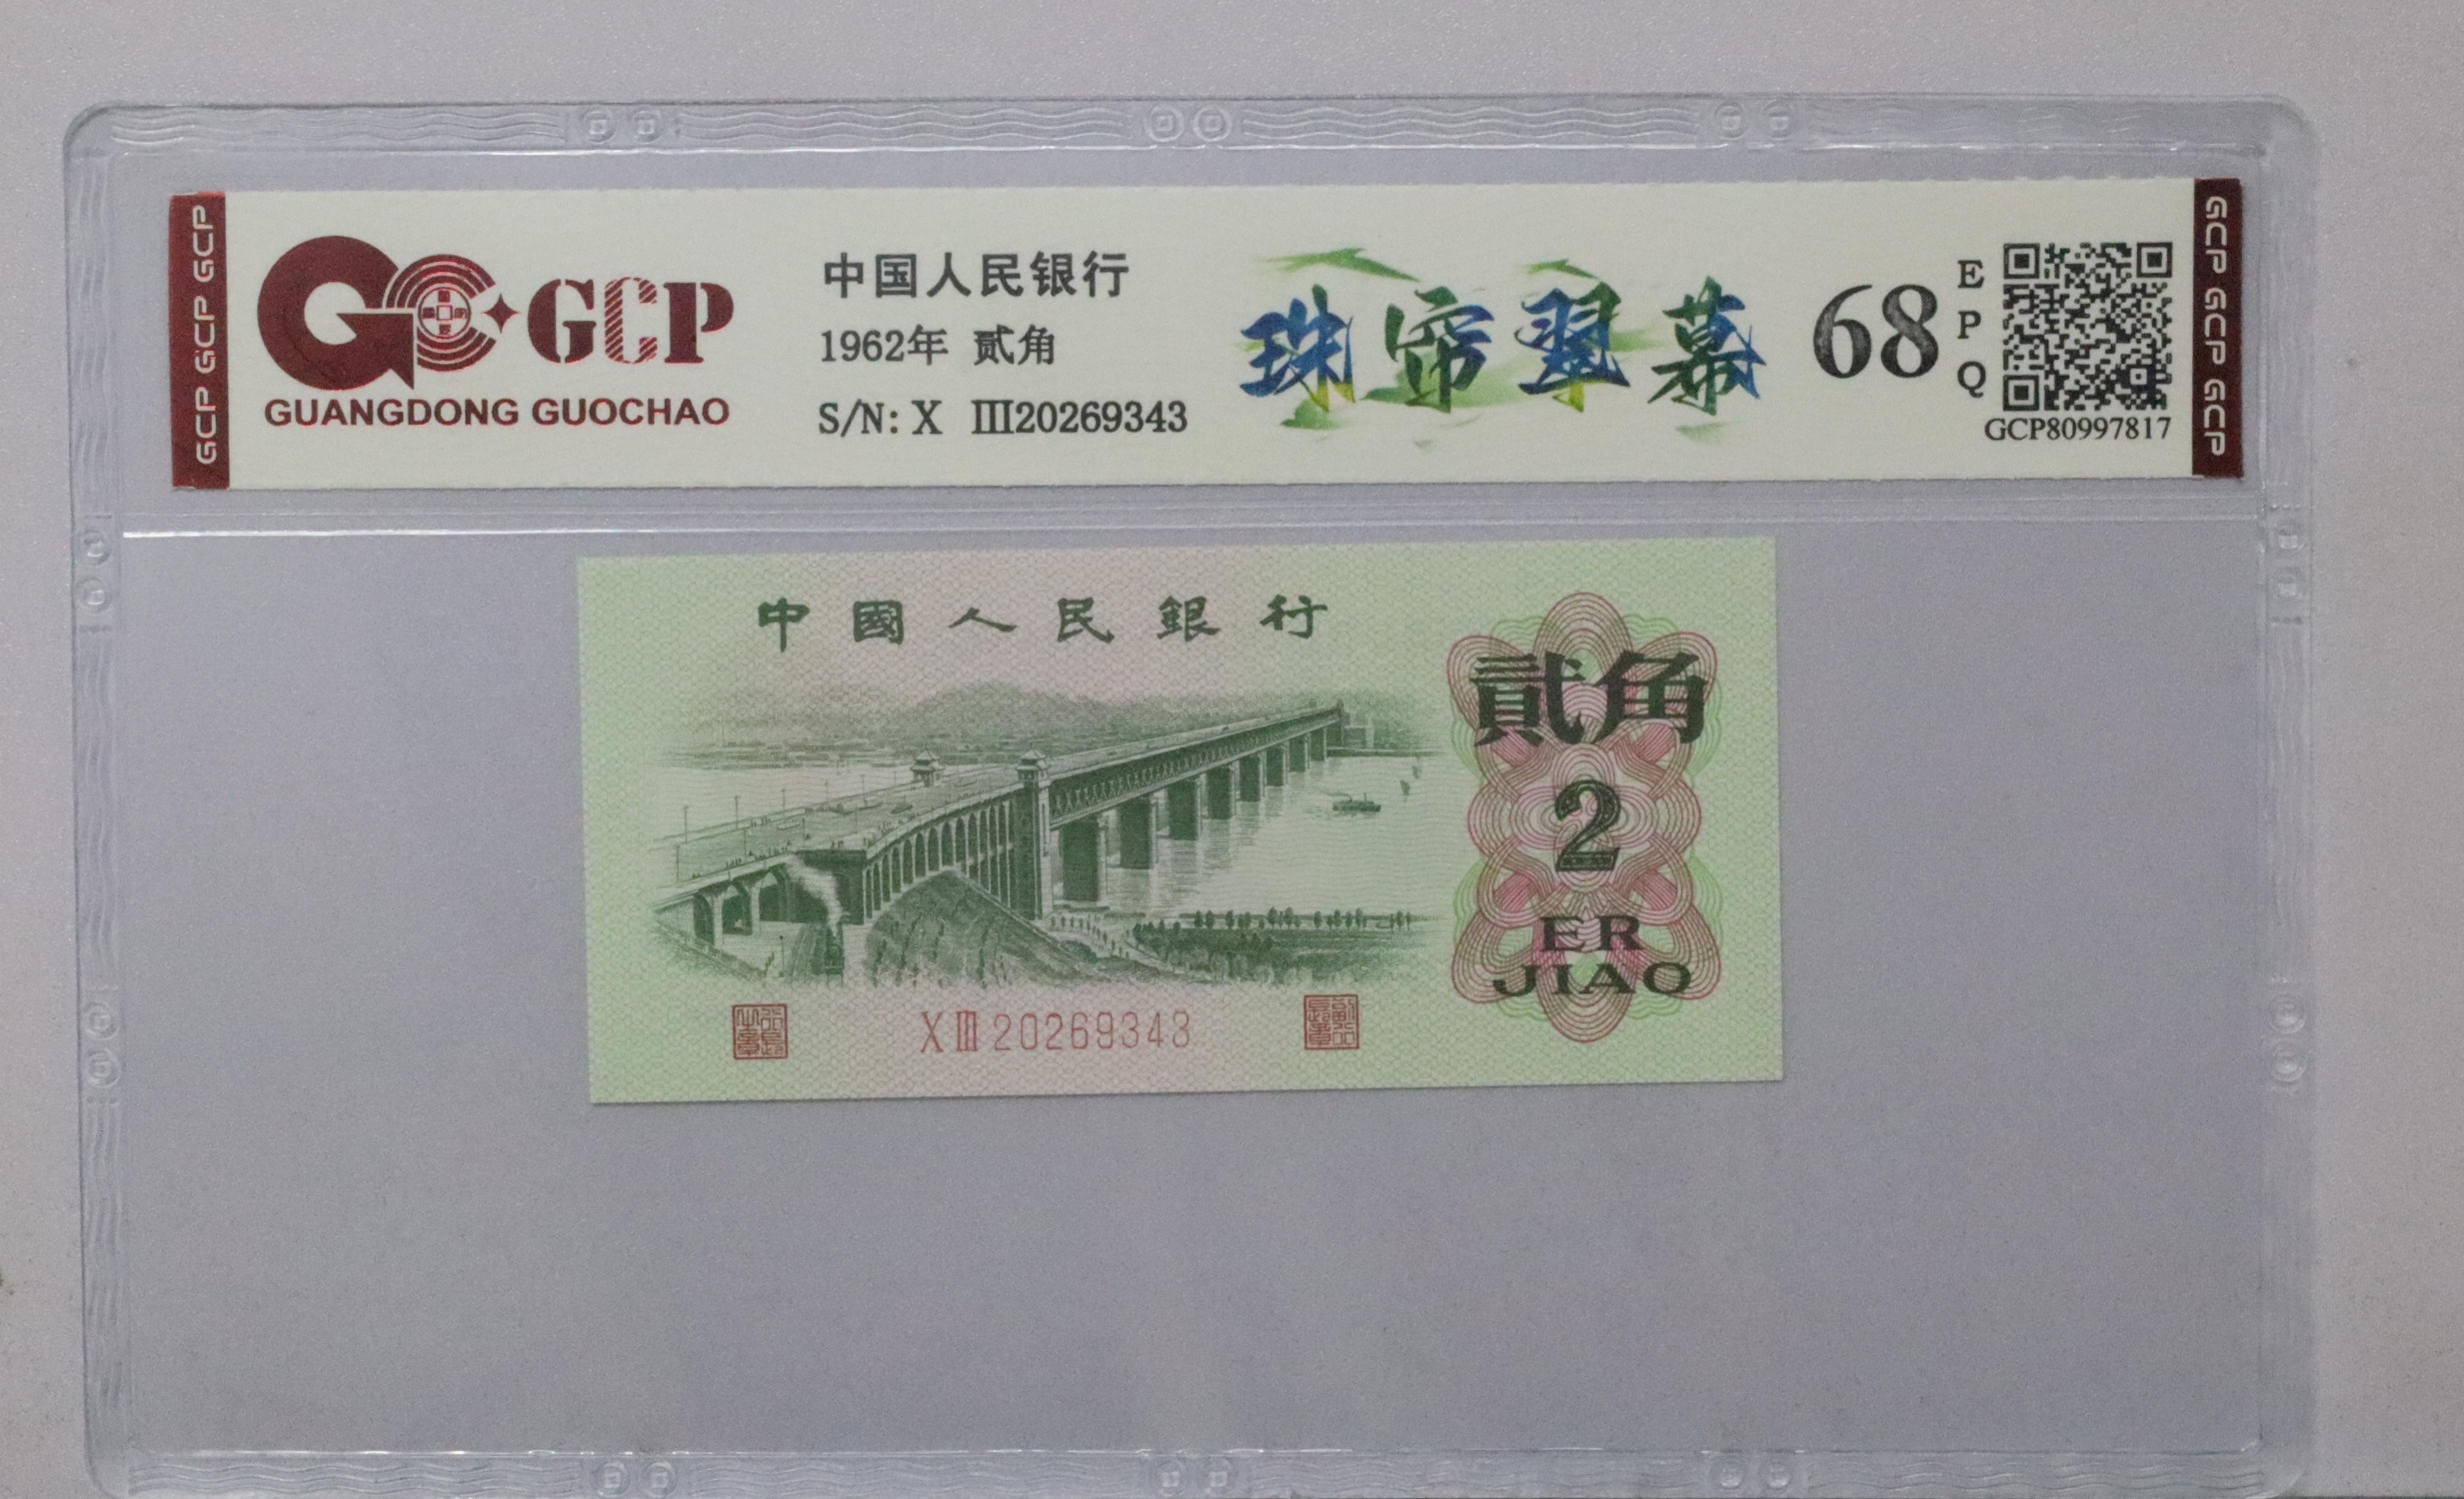 GCP GCP GCP
GCP
GUANGDONG GUOCHAO
中国人民银行
1962年 贰角
S/N: X Ⅲ20269343
珠帘翠幕
68
EPQ
GCP80997817
GCP GCP GCP
中國人民銀行
貳角
2
ER
JIAO
X Ⅲ 20269343